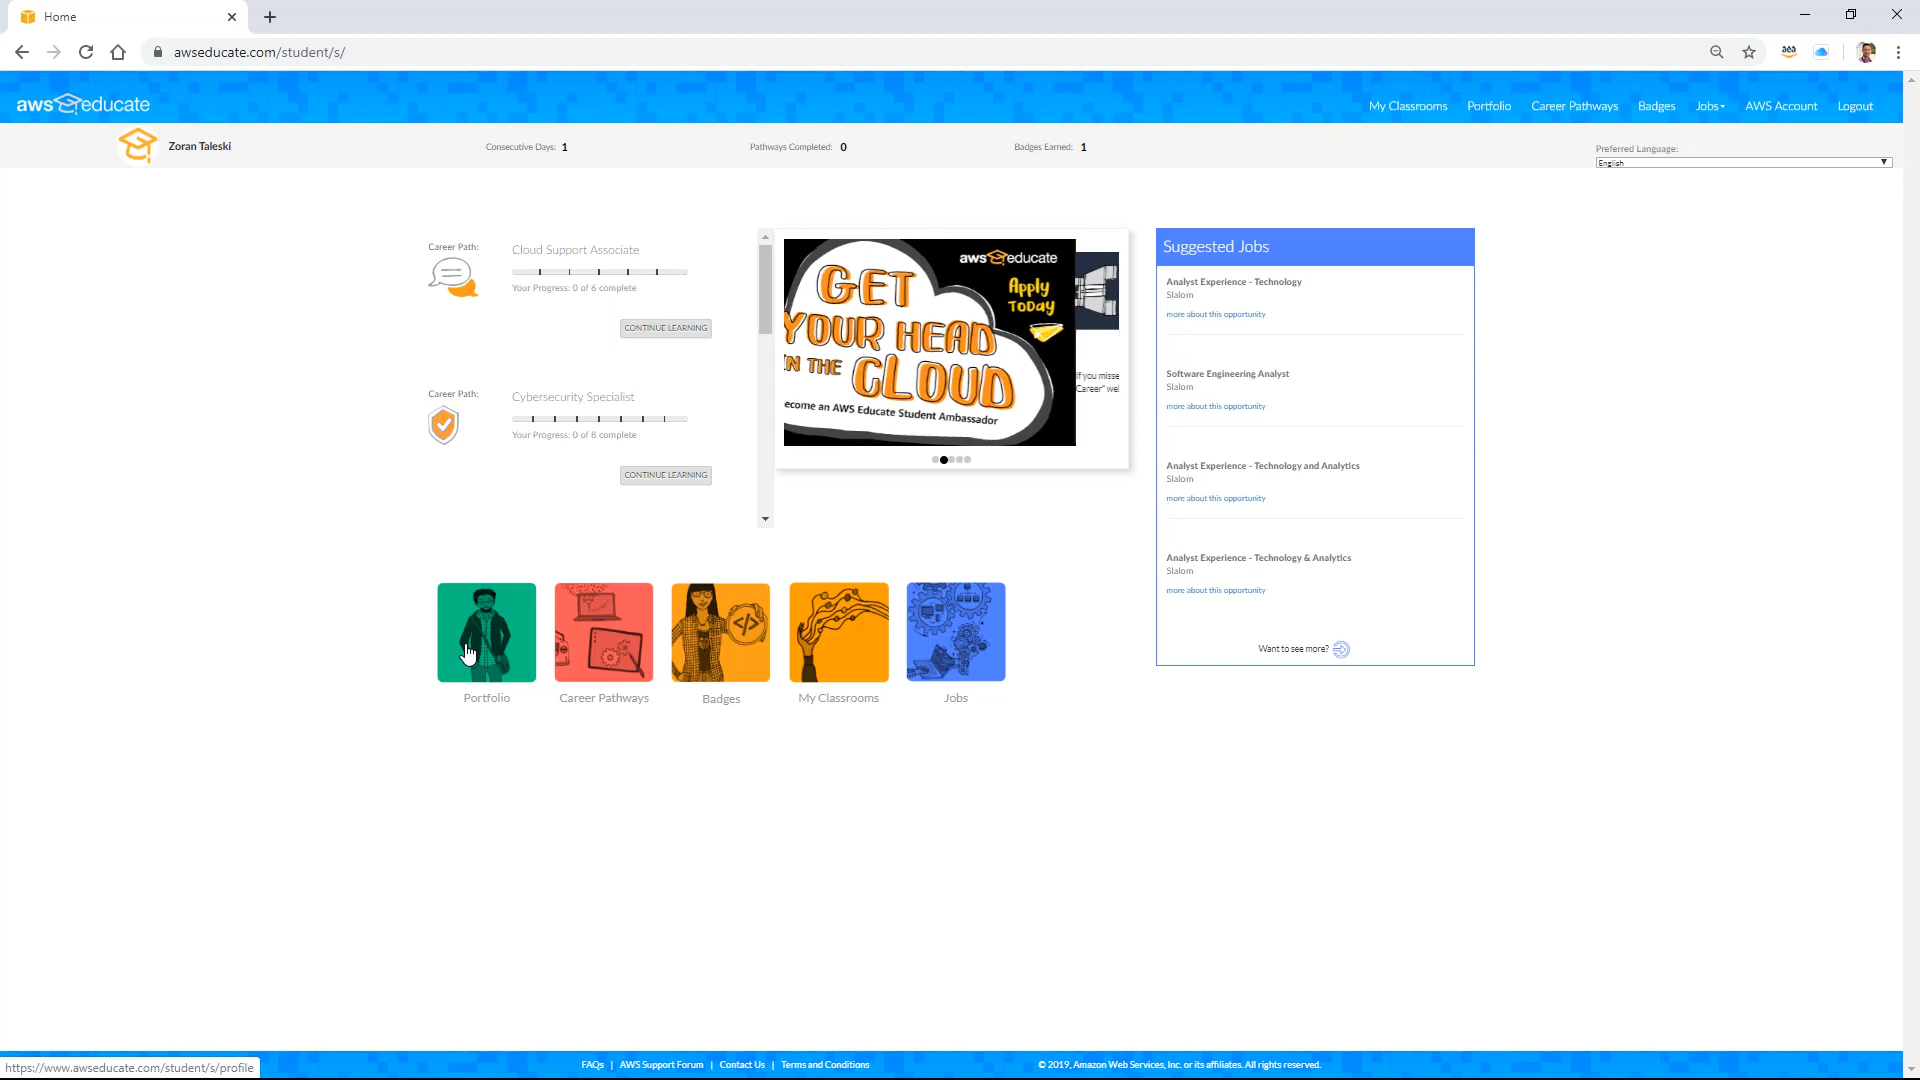 Home
awseducate.com/student/s/
aws educate
My Classrooms
Portfolio
Career Pathways
Badges
Jobs
AWS Account
Logout
Zoran Taleski
Consecutive Days: 1
Pathways Completed: 0
Badges Earned: 1
Preferred Language:
English
Career Path:
Cloud Support Associate
Your Progress: 0 of 6 complete
CONTINUE LEARNING
Career Path:
Cybersecurity Specialist
Your Progress: 0 of 8 complete
CONTINUE LEARNING
aws educate
GET
YOUR HEAD
IN THE CLOUD
Apply
TODAY
ecome an AWS Educate Student Ambassador
If you misse
Career" wel
Suggested Jobs
Analyst Experience - Technology
Slalom
more about this opportunity
Software Engineering Analyst
Slalom
more about this opportunity
Analyst Experience - Technology and Analytics
Slalom
more about this opportunity
Analyst Experience - Technology & Analytics
Slalom
more about this opportunity
Want to see more?
</>
Portfolio
Career Pathways
Badges
My Classrooms
Jobs
https://www.awseducate.com/student/s/profile
FAQs | AWS Support Forum | Contact Us | Terms and Conditions
© 2019, Amazon Web Services, Inc. or its affiliates. All rights reserved.